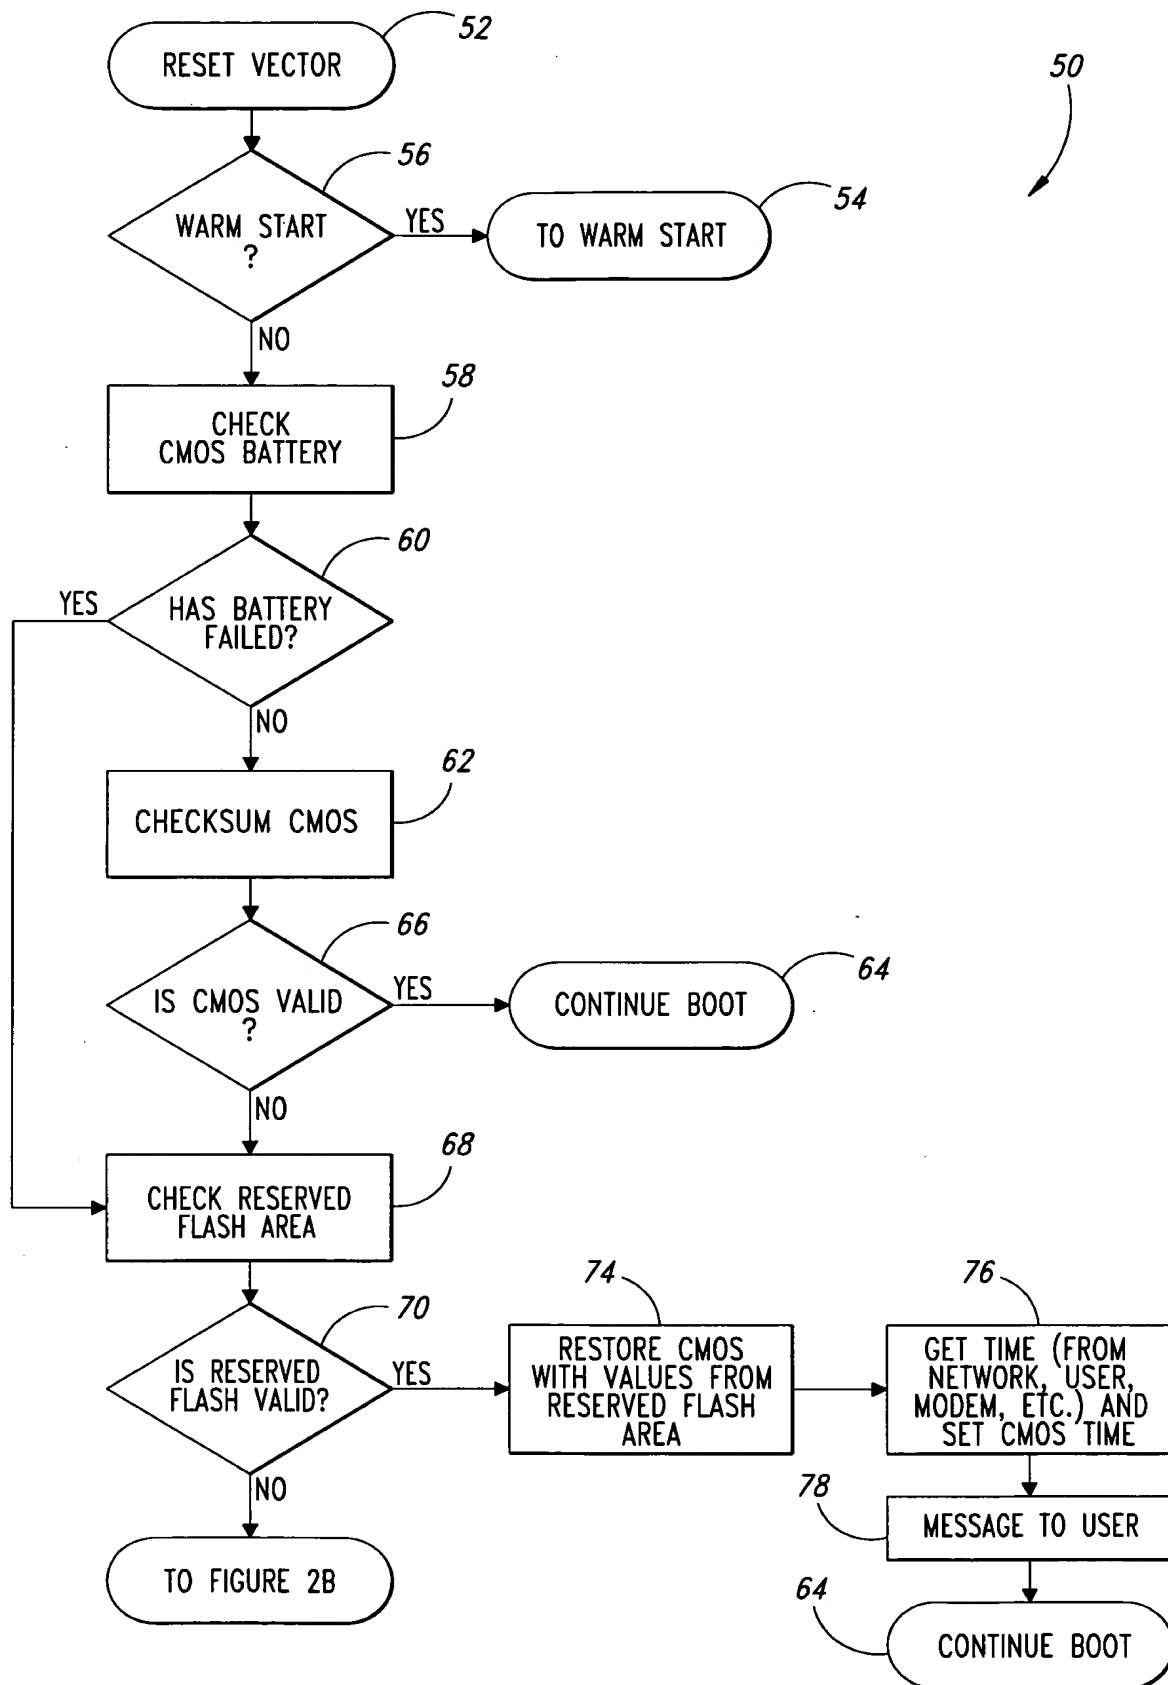 52
RESET VECTOR
50
56
54
WARM START
?
YES
TO WARM START
NO
58
CHECK
CMOS BATTERY
60
YES
HAS BATTERY
FAILED?
NO
62
CHECKSUM CMOS
66
64
IS CMOS VALID
?
YES
CONTINUE BOOT
NO
68
CHECK RESERVED
FLASH AREA
70
74
76
IS RESERVED
FLASH VALID?
YES
RESTORE CMOS
WITH VALUES FROM
RESERVED FLASH
AREA
GET TIME (FROM
NETWORK, USER,
MODEM, ETC.) AND
SET CMOS TIME
NO
78
MESSAGE TO USER
TO FIGURE 2B
64
CONTINUE BOOT